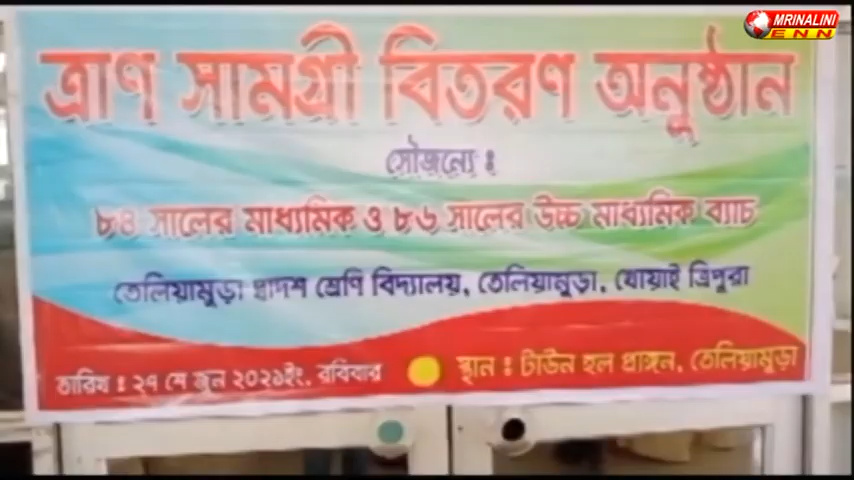 MRINALINI
ENN
ত্রাণ সামগ্রী বিতরণ অনুষ্ঠান
সৌজন্যে :
৮৪ সালের মাধ্যমিক ও ৮৬ সালের উচ্চ মাধ্যমিক ব্যাচ
তেলিয়ামুড়া দ্বাদশ শ্রেণি বিদ্যালয়, তেলিয়ামুড়া, খোয়াই ত্রিপুরা
তারিখ : ২৭ শে জুন ২০২১ইং, রবিবার
স্থান : টাউন হল প্রাঙ্গন, তেলিয়ামুড়া